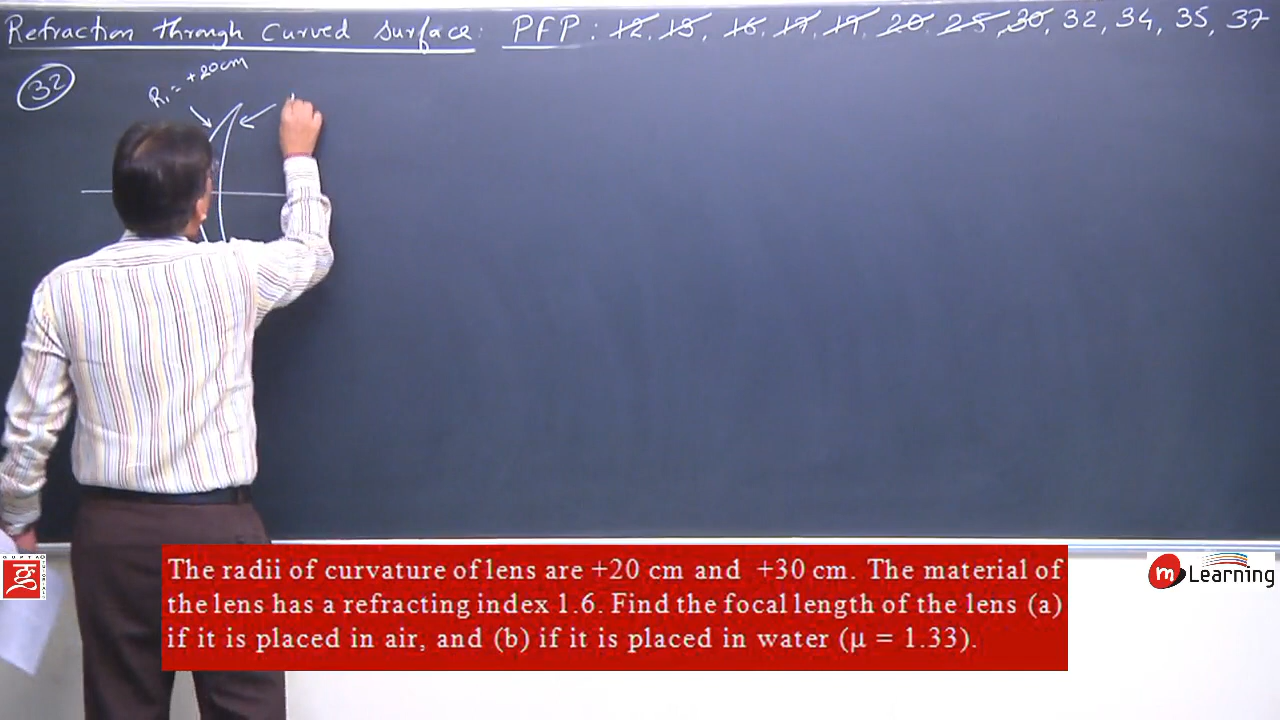 Refraction through Curved surface: PFP: 12, 15, 16, 17, 19, 20, 25, 30, 32, 34, 35, 37
32
R₁ = +20cm
The radii of curvature of lens are +20 cm and +30 cm. The material of
the lens has a refracting index 1.6. Find the focal length of the lens (a)
if it is placed in air, and (b) if it is placed in water (μ = 1.33).
GUPTA
m Learning